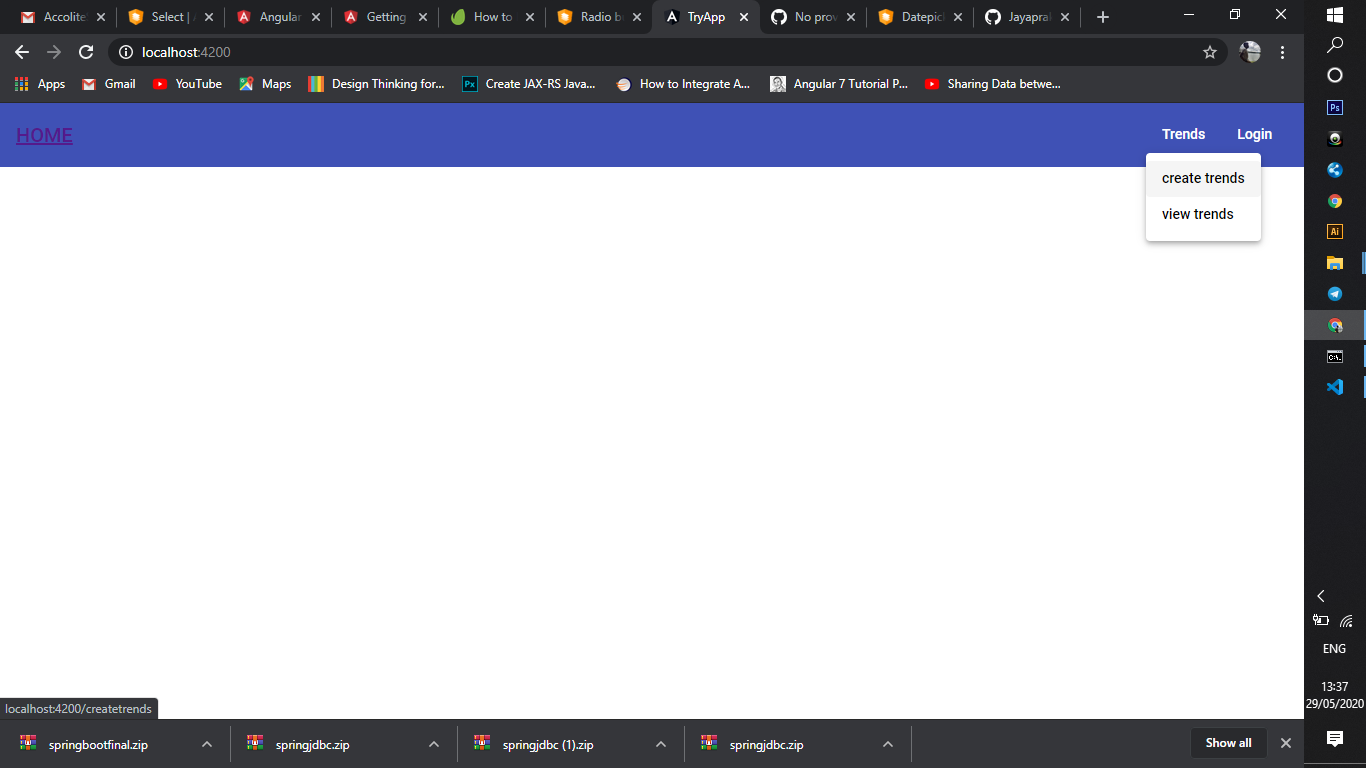 Accolite Select | A Angular Getting How to Radio b TryApp No prov Datepic Jayapra
localhost:4200
Apps Gmail YouTube Maps Design Thinking for... Create JAX-RS Java... How to Integrate A... Angular 7 Tutorial P... Sharing Data betwe...
HOME Trends Login
create trends
view trends
ENG
13:37
29/05/2020
localhost:4200/createtrends
springbootfinal.zip springjdbc.zip springjdbc (1).zip springjdbc.zip Show all